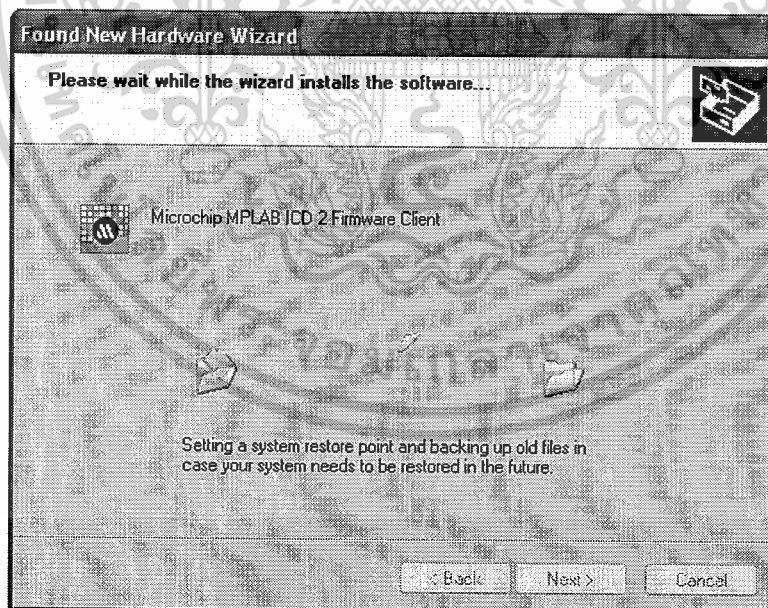 Found New Hardware Wizard
Please wait while the wizard installs the software...
Microchip MPLAB ICD 2 Firmware Client
Setting a system restore point and backing up old files in
case your system needs to be restored in the future.
< Back
Next >
Cancel